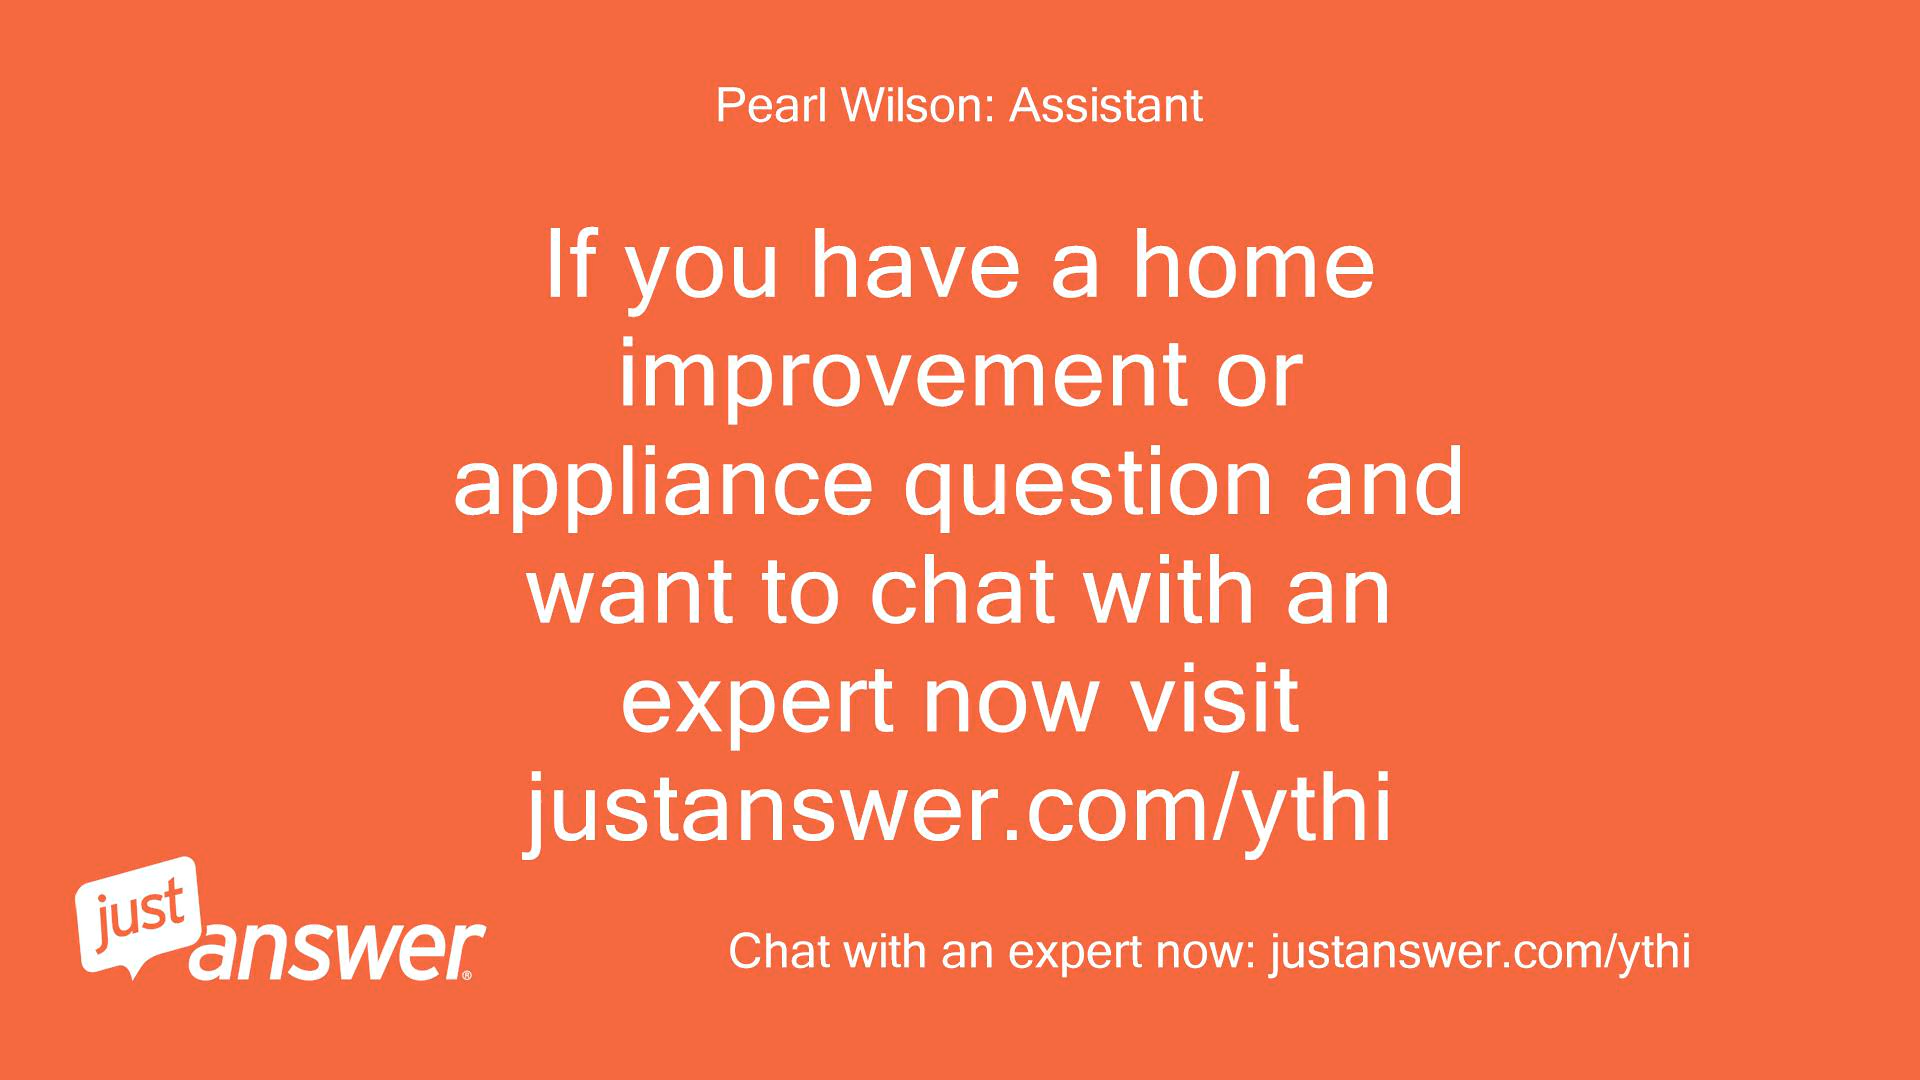 Pearl Wilson: Assistant
If you have a home
improvement or
appliance question and
want to chat with an
expert now visit
justanswer.com/ythi
just
answer®
Chat with an expert now: justanswer.com/ythi